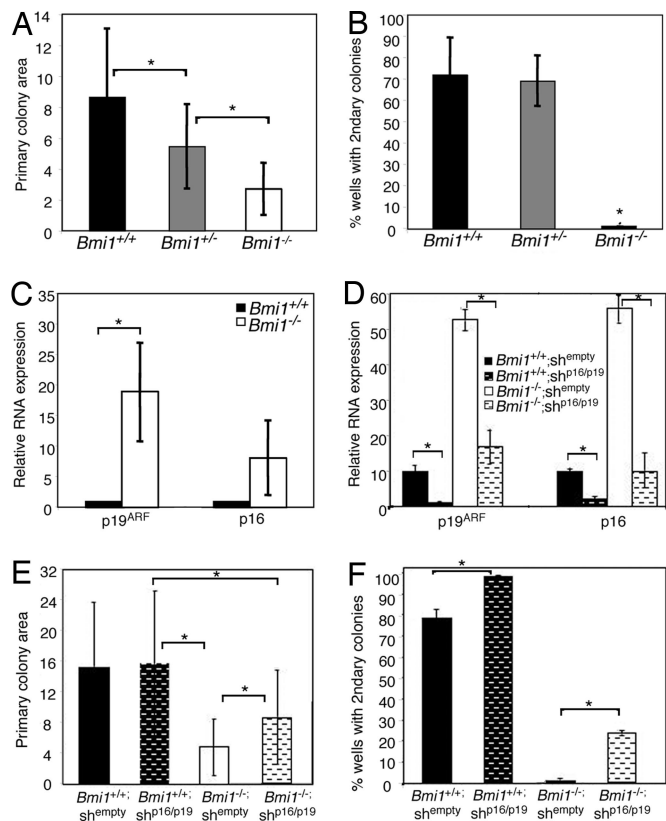 A
Primary colony area
14
12
10
8
6
4
2
0
*
*
Bmi1+/+
Bmi1+/-
Bmi1-/-
B
% wells with 2ndary colonies
100
90
80
70
60
50
40
30
20
10
0
*
Bmi1+/+
Bmi1+/-
Bmi1-/-
C
Relative RNA expression
35
30
25
20
15
10
5
0
*
Bmi1+/+
Bmi1-/-
p19ARF
p16
D
Relative RNA expression
60
50
40
30
20
10
0
*
*
*
*
Bmi1+/+;shempty
Bmi1+/+;shp16/p19
Bmi1-/-;shempty
Bmi1-/-;shp16/p19
p19ARF
p16
E
Primary colony area
32
28
24
20
16
12
8
4
0
*
*
*
Bmi1+/+;
shempty
Bmi1+/+;
shp16/p19
Bmi1-/-;
shempty
Bmi1-/-;
shp16/p19
F
% wells with 2ndary colonies
100
90
80
70
60
50
40
30
20
10
0
*
*
Bmi1+/+;
shempty
Bmi1+/+;
shp16/p19
Bmi1-/-;
shempty
Bmi1-/-;
shp16/p19